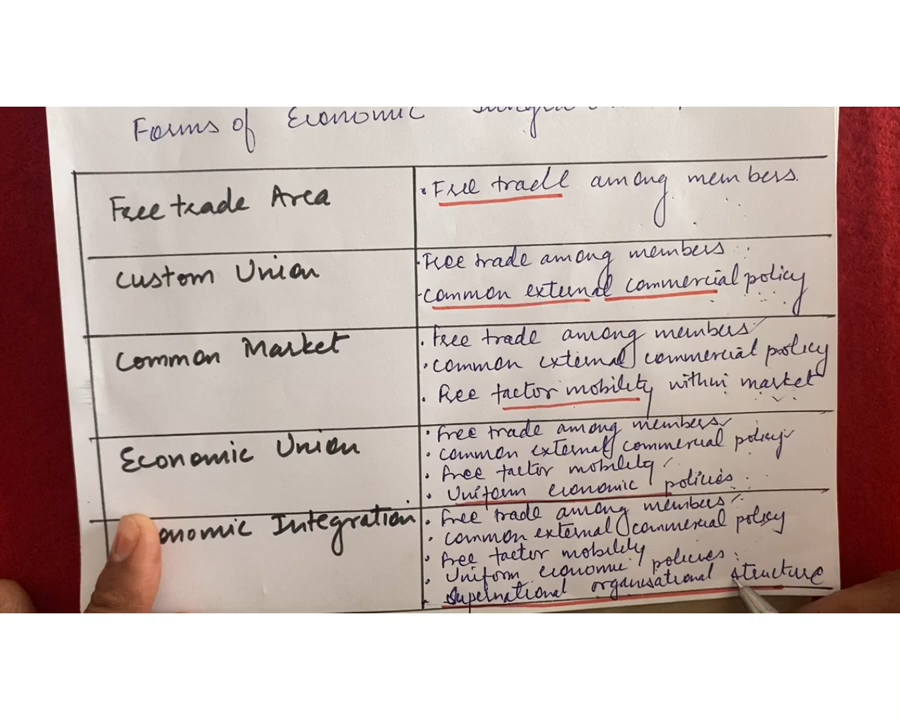 Forms of Economic
Free trade Area
• Free trade among members.
Custom Union
• Free trade among members
• common external commercial policy
Common Market
• Free trade among members
• common external commercial policy
• Free factor mobility within market
Economic Union
• Free trade among members
• common external commercial policy
• Free factor mobility
• Uniform economic policies
onomic Integration
• Free trade among members
• common external commercial policy
• Free factor mobility
• Uniform economic policies
• Supernational organisational structure